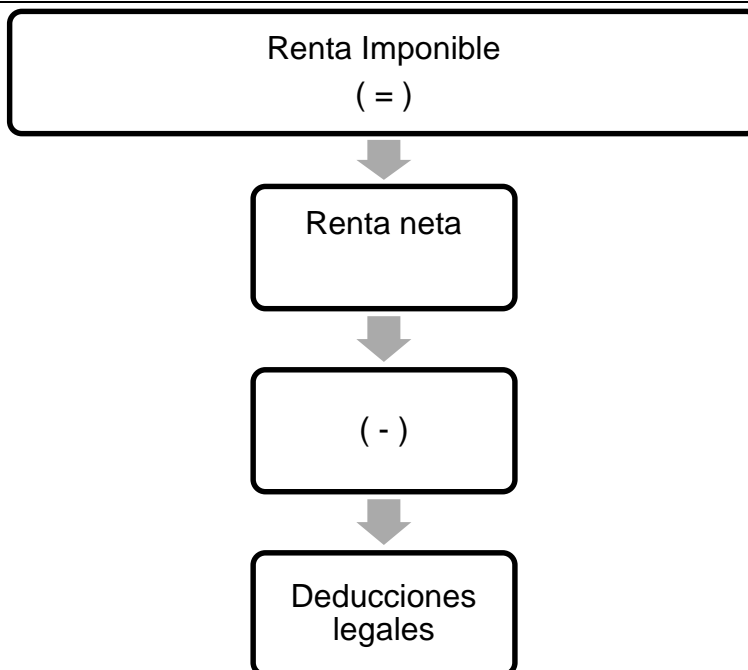 Renta Imponible
( = )
Renta neta
( - )
Deducciones
legales